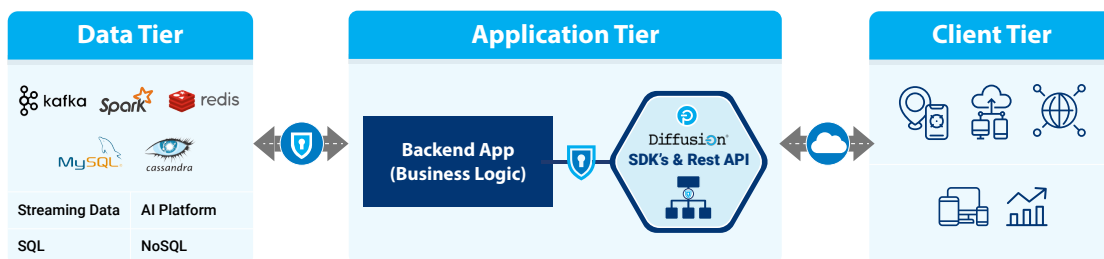 Data Tier
kafka
Spark
redis
MySQL
cassandra
Streaming Data
AI Platform
SQL
NoSQL
Application Tier
Backend App
(Business Logic)
Diffusion®
SDK's & Rest API
Client Tier